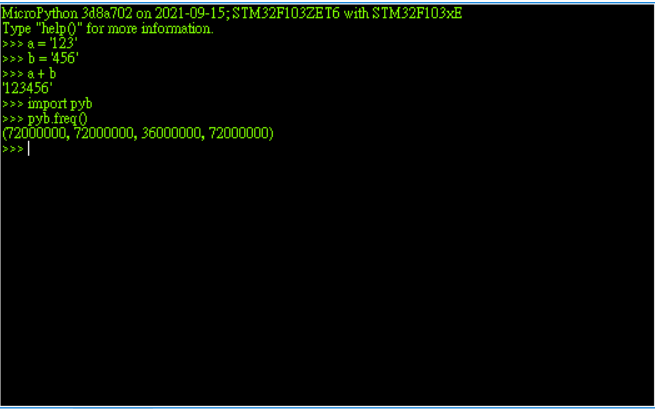 MicroPython 3d8a702 on 2021-09-15; STM32F103ZET6 with STM32F103xE
Type "help()" for more information.
>>> a = '123'
>>> b = '456'
>>> a + b
'123456'
>>> import pyb
>>> pyb.freq()
(72000000, 72000000, 36000000, 72000000)
>>>